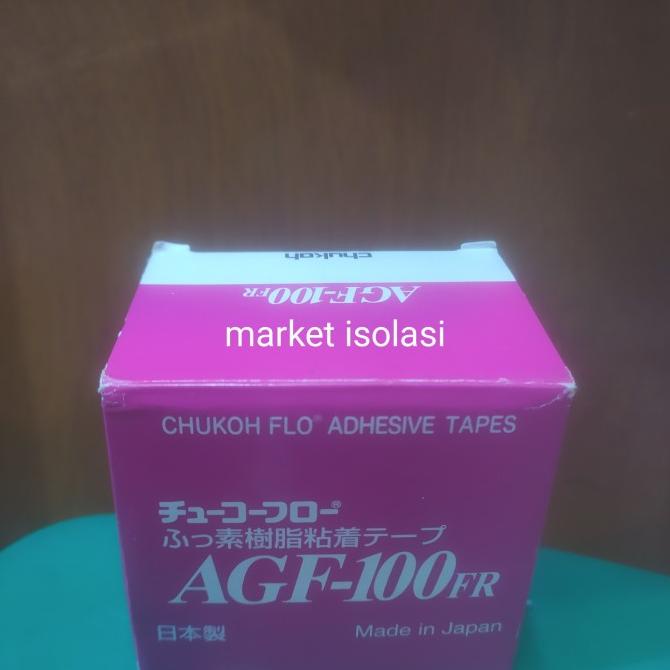 chukoh
AGF-100FR
market isolasi
CHUKOH FLO® ADHESIVE TAPES
チューコーフロー®
ふっ素樹脂粘着テープ
AGF-100FR
日本製 Made in Japan